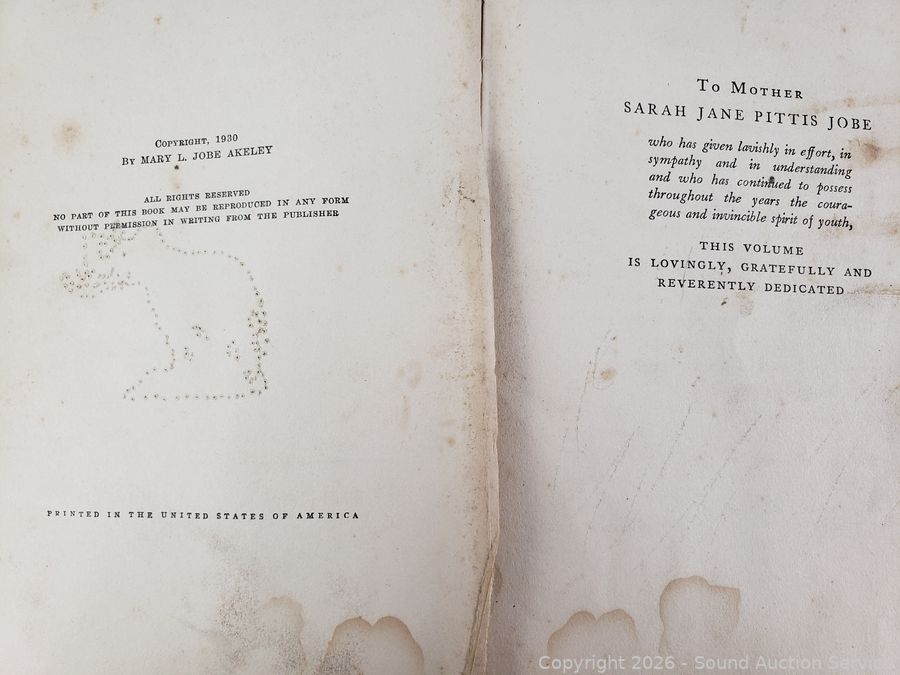 COPYRIGHT, 1930
BY MARY L. JOBE AKELEY
ALL RIGHTS RESERVED
NO PART OF THIS BOOK MAY BE REPRODUCED IN ANY FORM
WITHOUT PERMISSION IN WRITING FROM THE PUBLISHER
PRINTED IN THE UNITED STATES OF AMERICA
TO MOTHER
SARAH JANE PITTIS JOBE
who has given lavishly in effort, in
sympathy and in understanding
and who has continued to possess
throughout the years the coura-
geous and invincible spirit of youth,
THIS VOLUME
IS LOVINGLY, GRATEFULLY AND
REVERENTLY DEDICATED
Copyright 2026 - Sound Auction Service